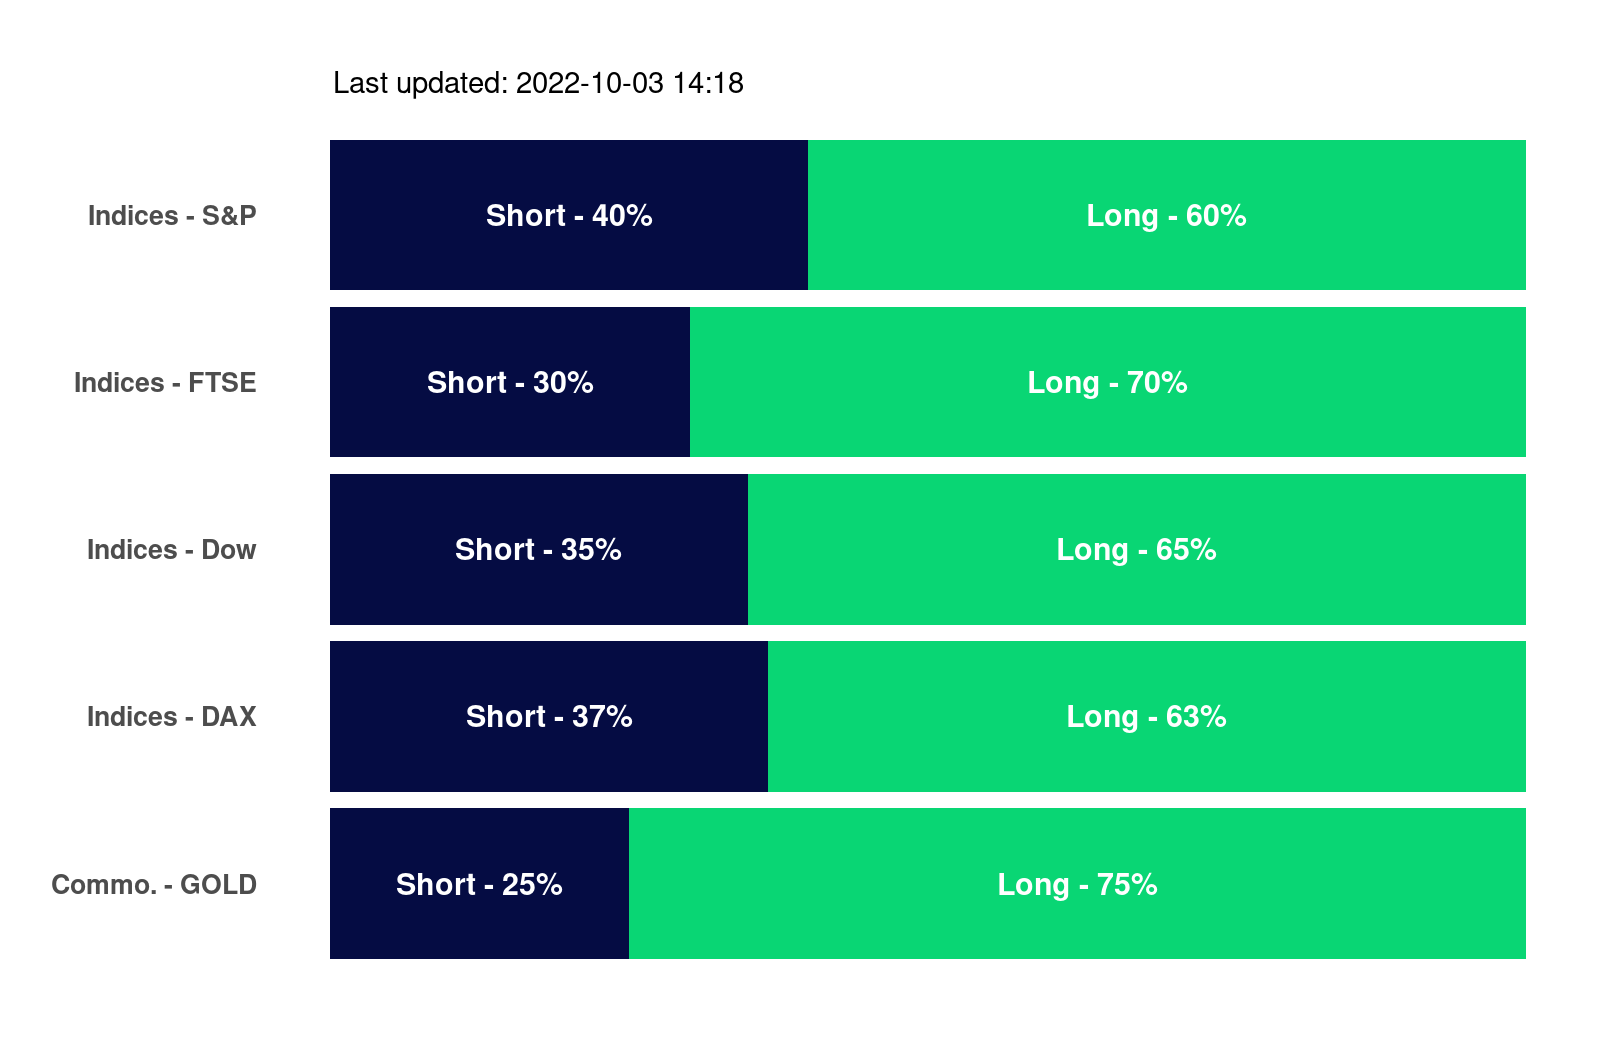 Last updated: 2022-10-03 14:18
Indices - S&P Short - 40% Long - 60%
Indices - FTSE Short - 30% Long - 70%
Indices - Dow Short - 35% Long - 65%
Indices - DAX Short - 37% Long - 63%
Commo. - GOLD Short - 25% Long - 75%